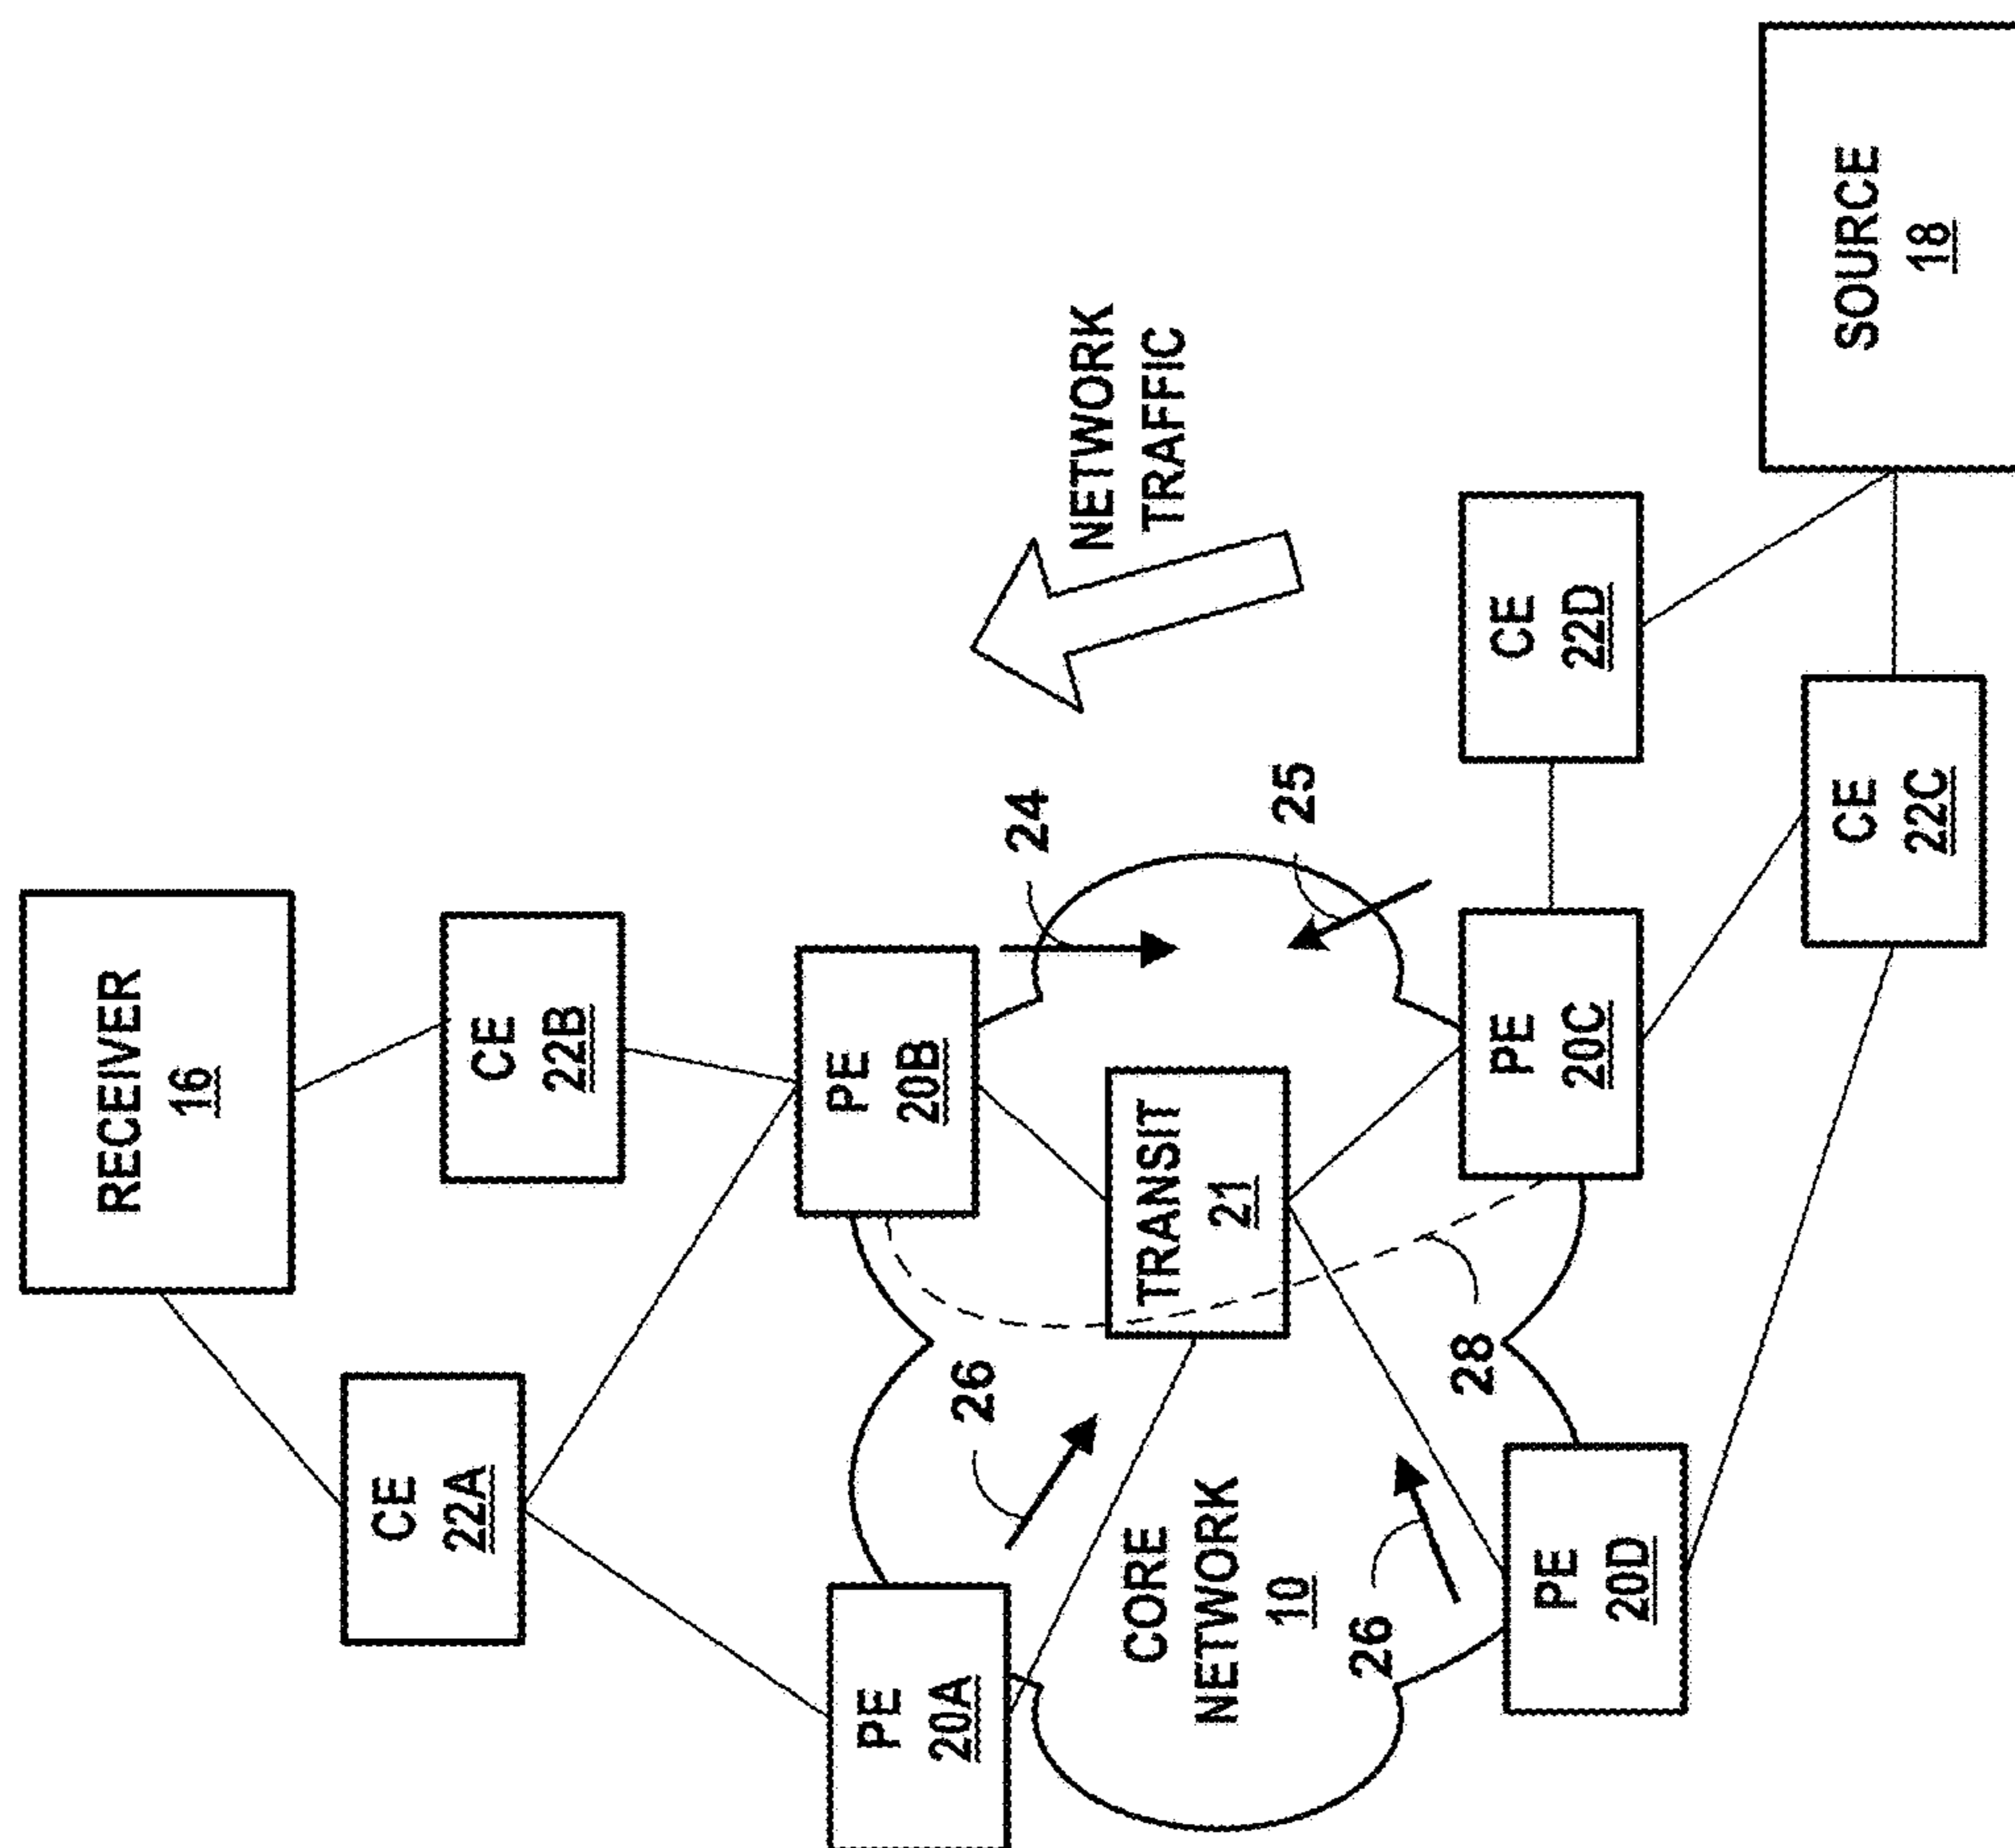 RECEIVER
16
CE
22A
CE
22B
PE
20A
PE
20B
26
24
NETWORK
TRAFFIC
TRANSIT
21
CORE
NETWORK
10
26
28
25
PE
20D
PE
20C
CE
22D
CE
22C
SOURCE
18